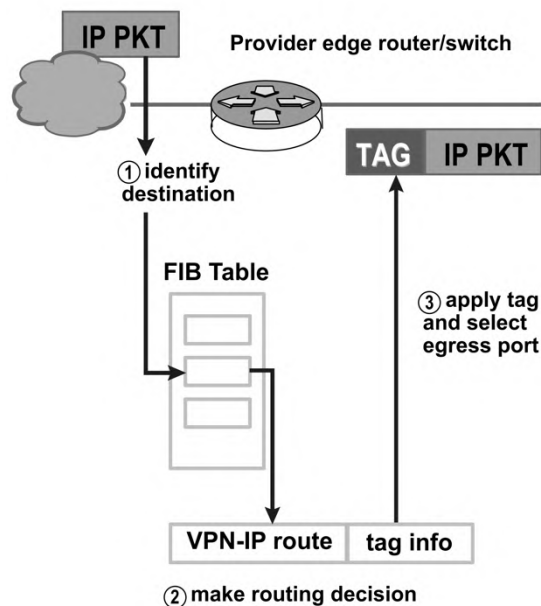 IP PKT
Provider edge router/switch
TAG IP PKT
① identify
destination
FIB Table
③ apply tag
and select
egress port
VPN-IP route tag info
② make routing decision